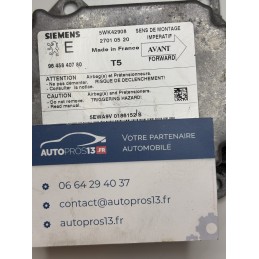 SIEMENS
5WK42908
SENS DE MONTAGE
IMPERATIF
E
2701 05 20
Made in France
AVANT
FORWARD
96 459 407 80
T5
ATTENTION
Airbag(s) et Prétensionneurs.
- Ne pas démonter.
RISQUE DE DECLENCHEMENT!
- Consulter la notice.
CAUTION
Airbag(s) and Pretensioners.
- Do not remove.
TRIGGERING HAZARD!
- Read manual.
VOTRE PARTENAIRE
AUTOMOBILE
AUTOPROS13.FR
06 64 29 40 37
contact@autopros13.fr
autopros13.fr